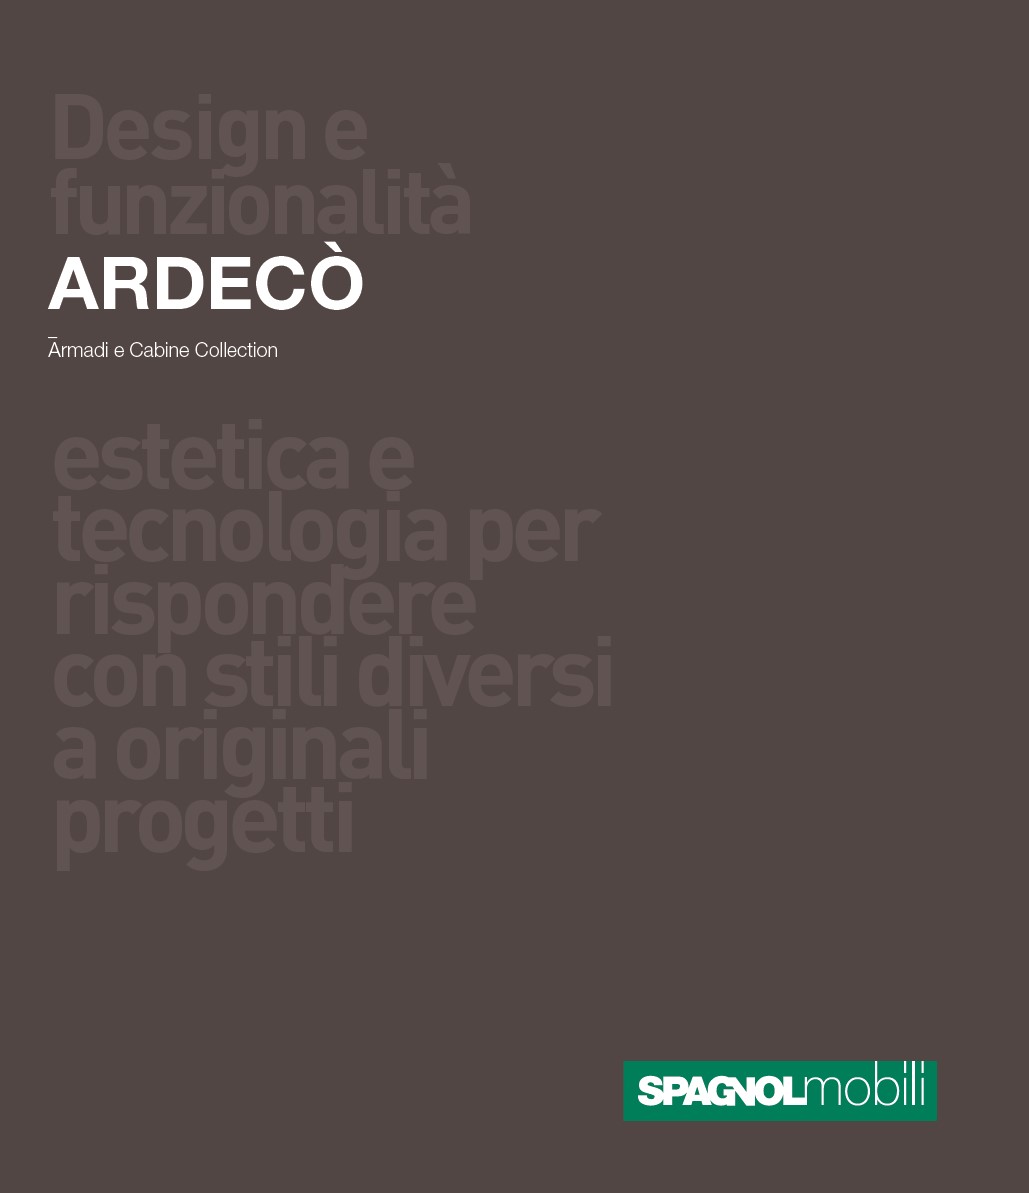 Design e
funzionalità
ARDECÒ
Armadi e Cabine Collection
estetica e
tecnologia per
rispondere
con stili diversi
a originali
progetti
SPAGNOLmobili